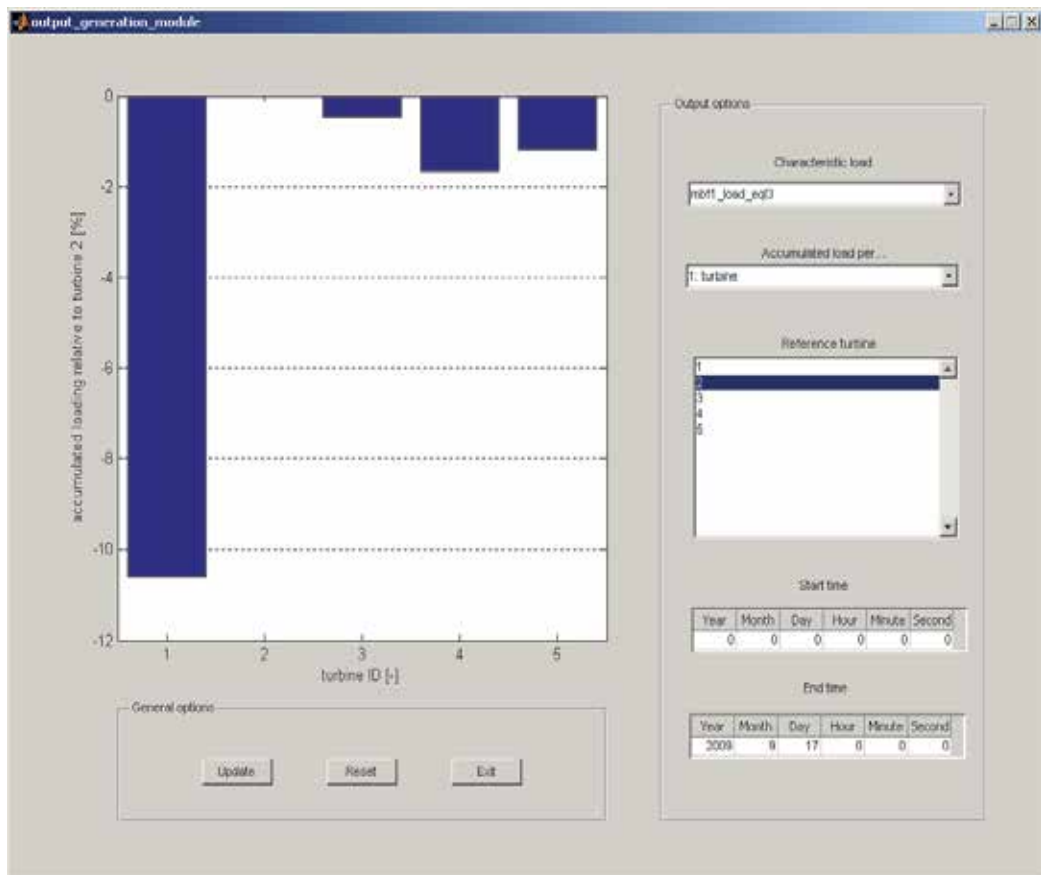 output_generation_module
0
-2
-4
-6
-8
-10
-12
accumulated loading relative to turbine 2 [%]
1 2 3 4 5
turbine ID [-]
General options
Update Reset Exit
Output options
Characteristic load
Accumulated load per...
1: turbine
Reference turbine
1
2
3
4
5
Start time
Year Month Day Hour Minute Second
0 0 0 0 0 0
End time
Year Month Day Hour Minute Second
2009 9 17 0 0 0